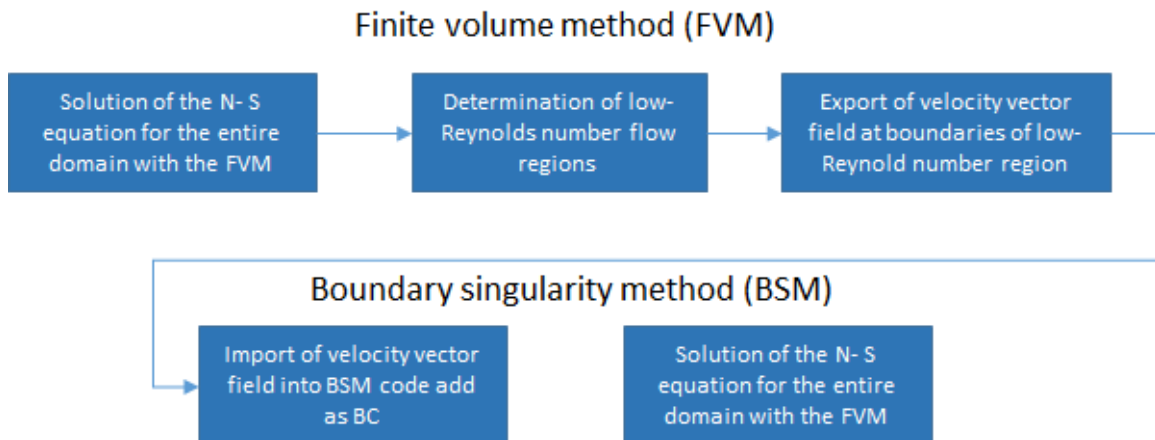 Finite volume method (FVM)
Solution of the N- S
equation for the entire
domain with the FVM
Determination of low-
Reynolds number flow
regions
Export of velocity vector
field at boundaries of low-
Reynold number region
Boundary singularity method (BSM)
Import of velocity vector
field into BSM code add
as BC
Solution of the N- S
equation for the entire
domain with the FVM